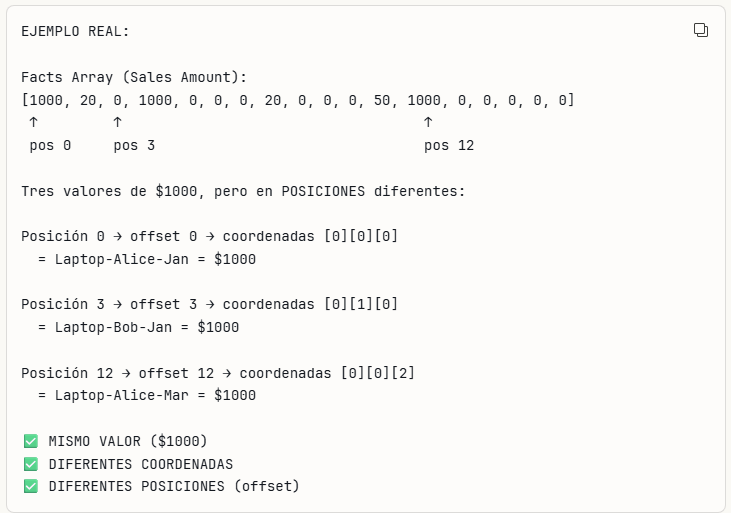 EJEMPLO REAL:
Facts Array (Sales Amount):
[1000, 20, 0, 1000, 0, 0, 0, 20, 0, 0, 0, 50, 1000, 0, 0, 0, 0, 0]
↑ ↑ ↑
pos 0 pos 3 pos 12
Tres valores de $1000, pero en POSICIONES diferentes:
Posición 0 → offset 0 → coordenadas [0][0][0]
= Laptop-Alice-Jan = $1000
Posición 3 → offset 3 → coordenadas [0][1][0]
= Laptop-Bob-Jan = $1000
Posición 12 → offset 12 → coordenadas [0][0][2]
= Laptop-Alice-Mar = $1000
✅ MISMO VALOR ($1000)
✅ DIFERENTES COORDENADAS
✅ DIFERENTES POSICIONES (offset)